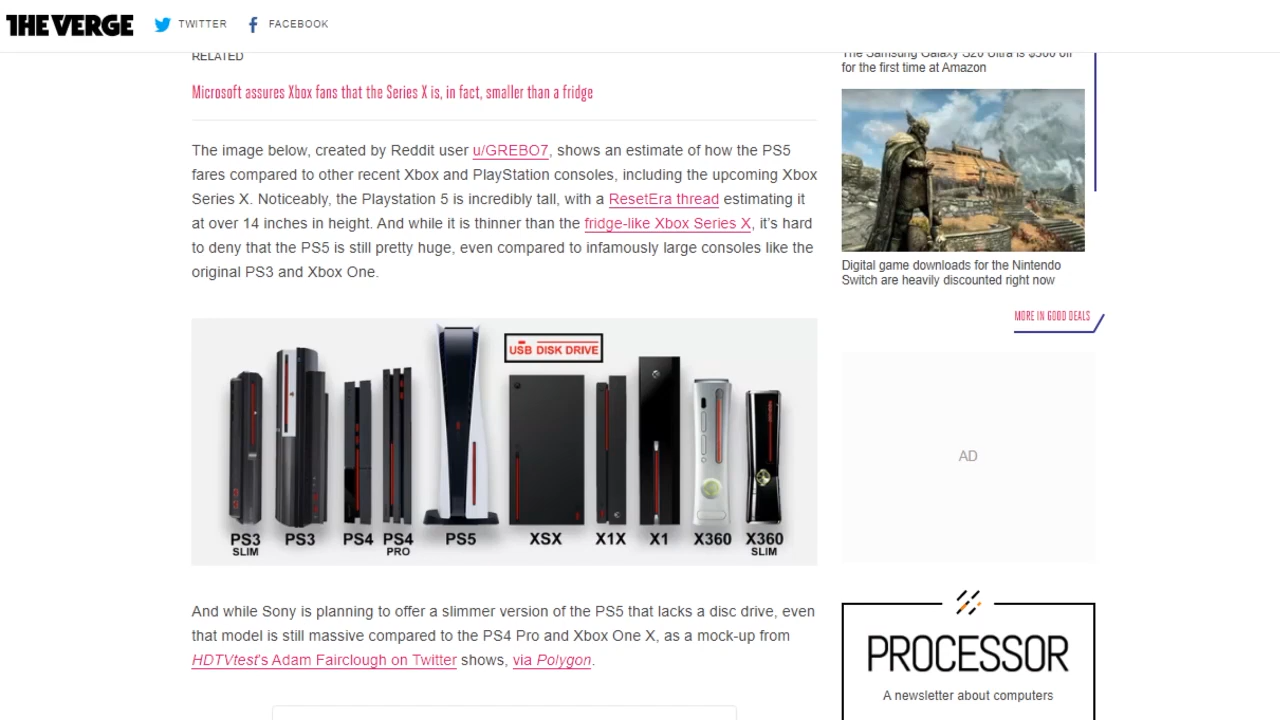 THE VERGE
TWITTER
FACEBOOK
RELATED
Microsoft assures Xbox fans that the Series X is, in fact, smaller than a fridge
The image below, created by Reddit user u/GREBO7, shows an estimate of how the PS5
fares compared to other recent Xbox and PlayStation consoles, including the upcoming Xbox
Series X. Noticeably, the Playstation 5 is incredibly tall, with a ResetEra thread estimating it
at over 14 inches in height. And while it is thinner than the fridge-like Xbox Series X, it's hard
to deny that the PS5 is still pretty huge, even compared to infamously large consoles like the
original PS3 and Xbox One.
USB DISK DRIVE
PS3 SLIM
PS3
PS4
PS4 PRO
PS5
XSX
X1X
X1
X360
X360 SLIM
And while Sony is planning to offer a slimmer version of the PS5 that lacks a disc drive, even
that model is still massive compared to the PS4 Pro and Xbox One X, as a mock-up from
HDTVtest's Adam Fairclough on Twitter shows, via Polygon.
The Samsung Galaxy S20 Ultra is $300 off
for the first time at Amazon
Digital game downloads for the Nintendo
Switch are heavily discounted right now
MORE IN GOOD DEALS
AD
PROCESSOR
A newsletter about computers